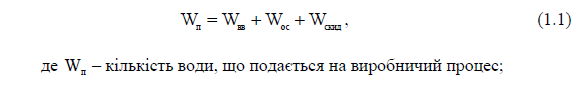 Wп = Wвв + Wос + Wскид , (1.1)
де Wп – кількість води, що подається на виробничий процес;